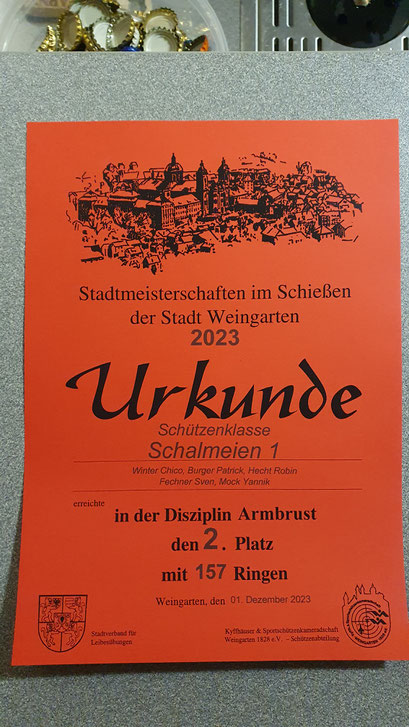 Stadtmeisterschaften im Schießen
der Stadt Weingarten
2023
Urkunde
Schützenklasse
Schalmeien 1
Winter Chico, Burger Patrick, Hecht Robin
Fechner Sven, Mock Yannik
erreichte
in der Disziplin Armbrust
den 2. Platz
mit 157 Ringen
Weingarten, den 01. Dezember 2023
Stadtverband für
Leibesübungen
Kyffhäuser & Sportschützenkameradschaft
Weingarten 1828 e.V. – Schützenabteilung